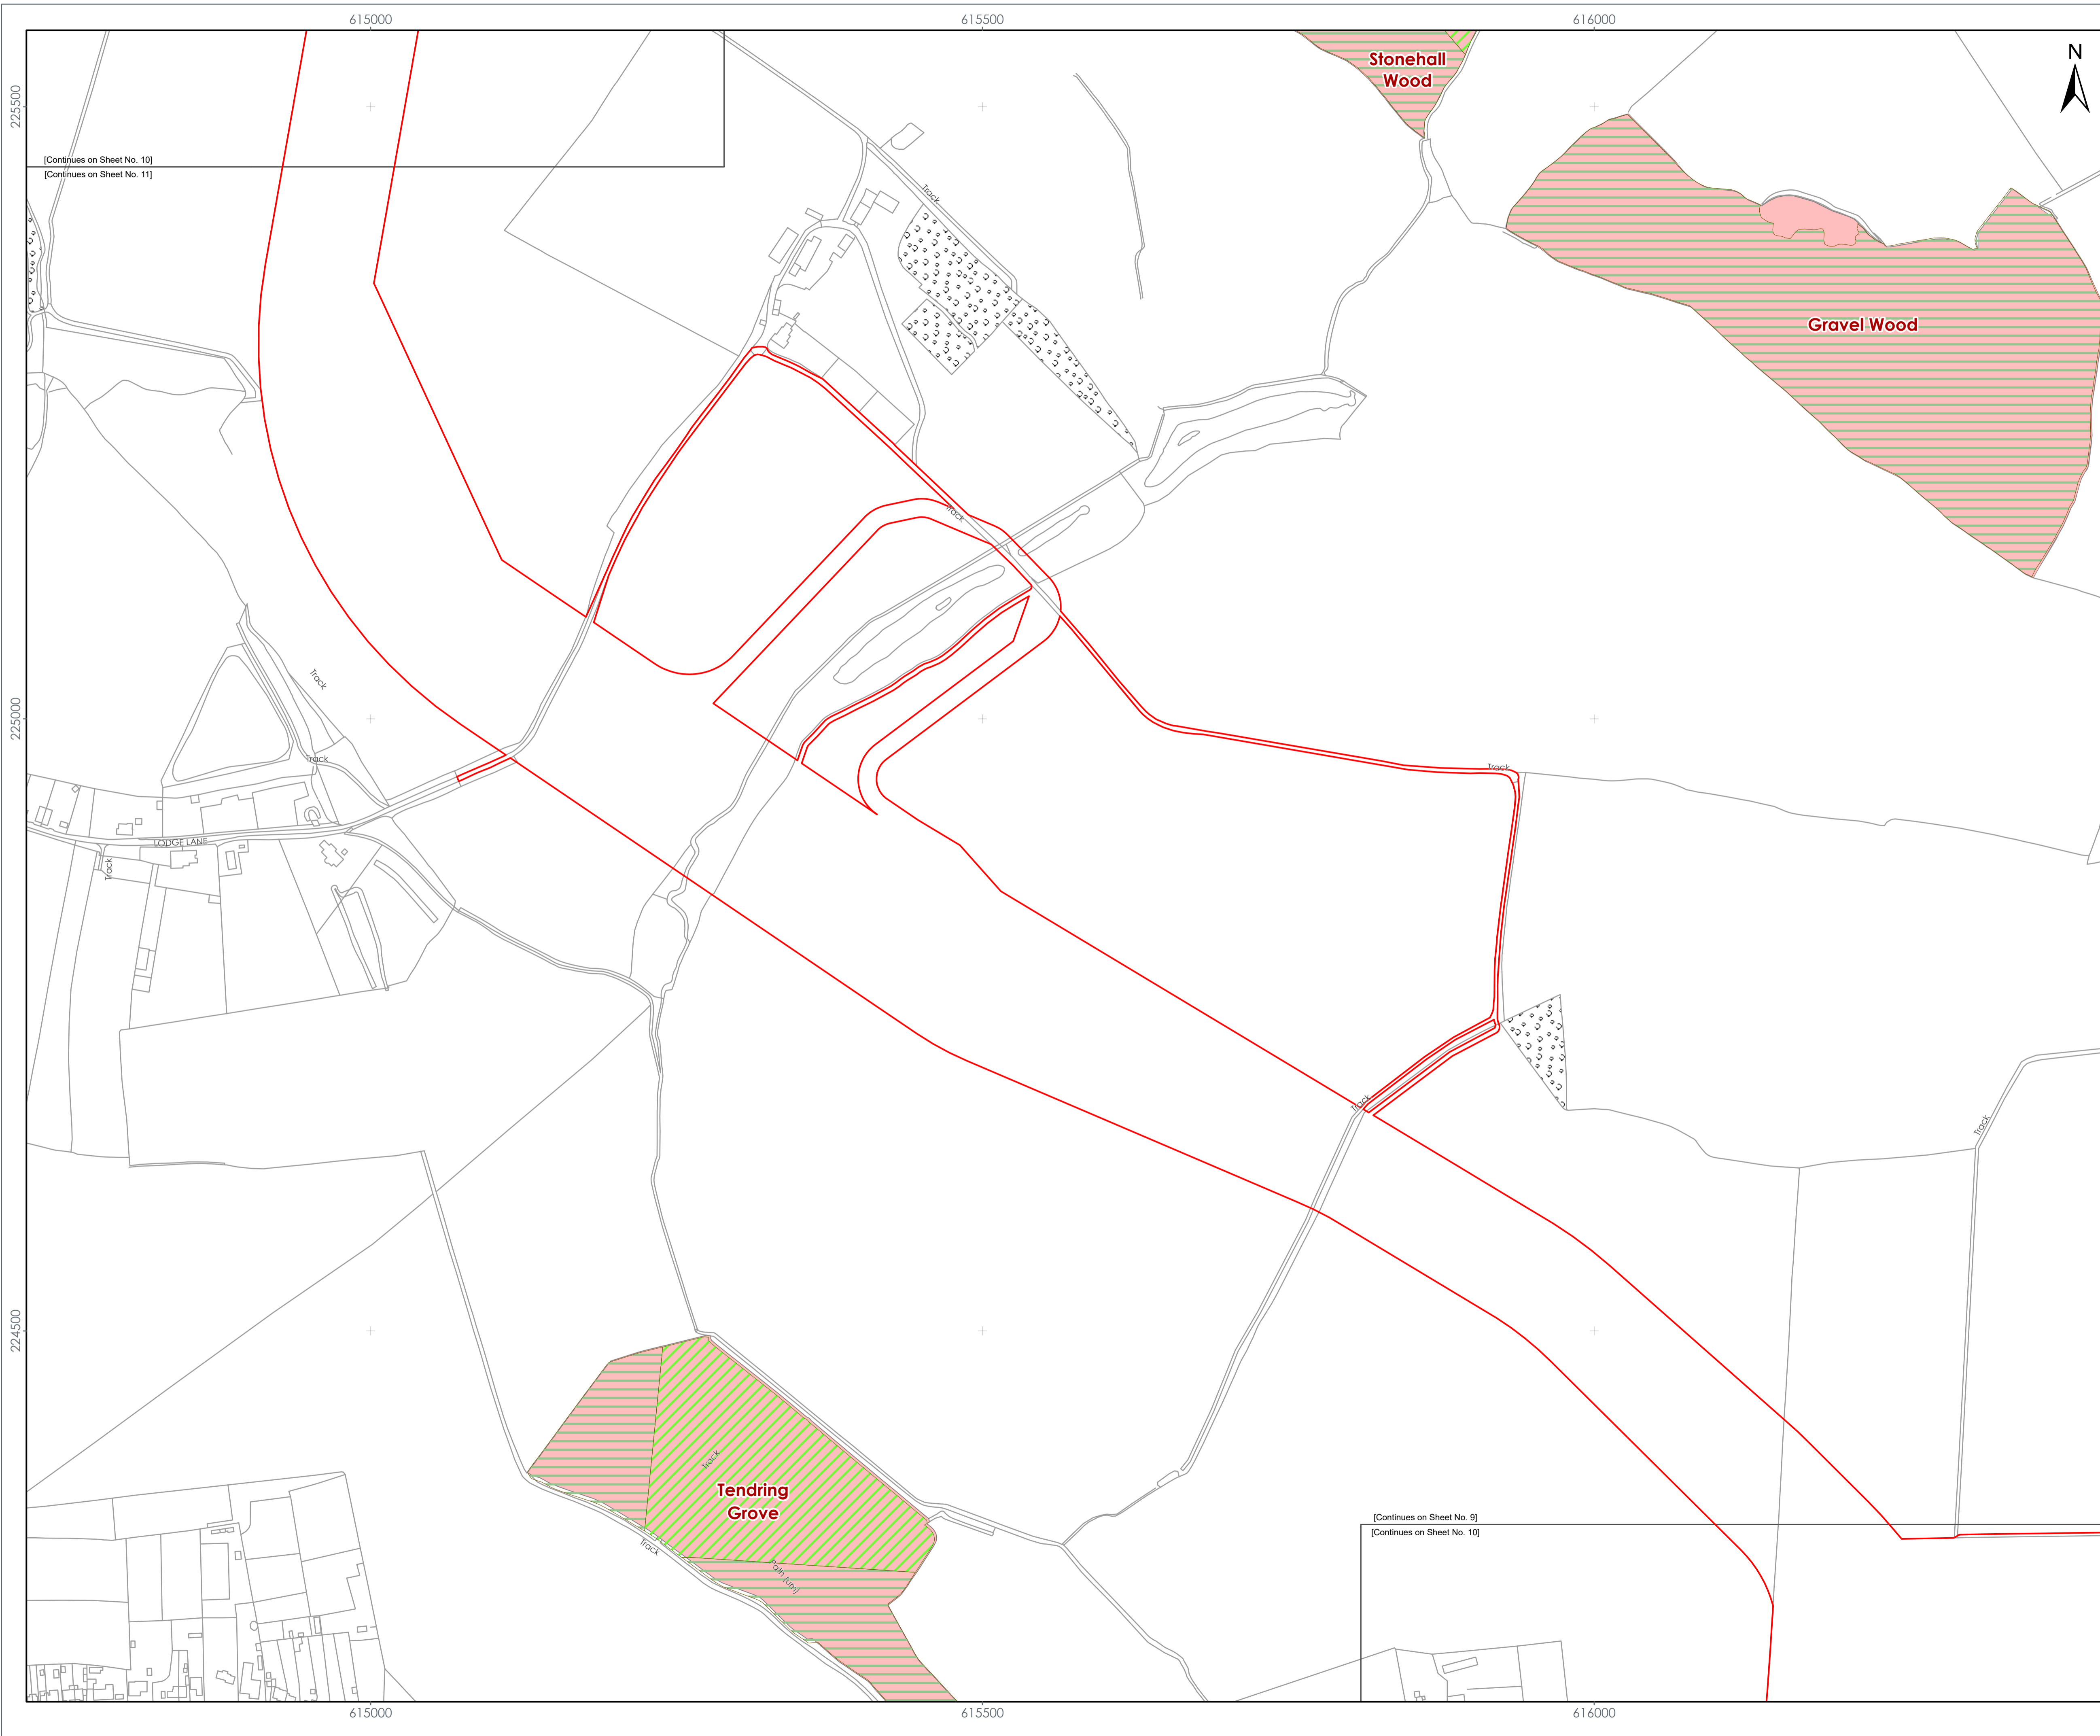 615000
615500
616000
Stonehall
Wood
N
225500
[Continues on Sheet No. 10]
[Continues on Sheet No. 11]
Track
Gravel Wood
Track
Track
225000
Track
Track
LODGE LANE
Track
Track
Track
224500
Track
Tendring
Grove
[Continues on Sheet No. 9]
[Continues on Sheet No. 10]
Track
Path (um)
615000
615500
616000